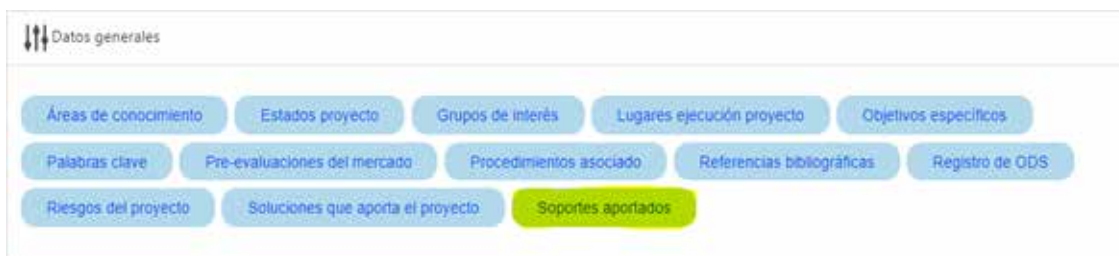 Datos generales
Áreas de conocimiento Estados proyecto Grupos de interés Lugares ejecución proyecto Objetivos específicos
Palabras clave Pre-evaluaciones del mercado Procedimientos asociado Referencias bibliográficas Registro de ODS
Riesgos del proyecto Soluciones que aporta el proyecto Soportes aportados